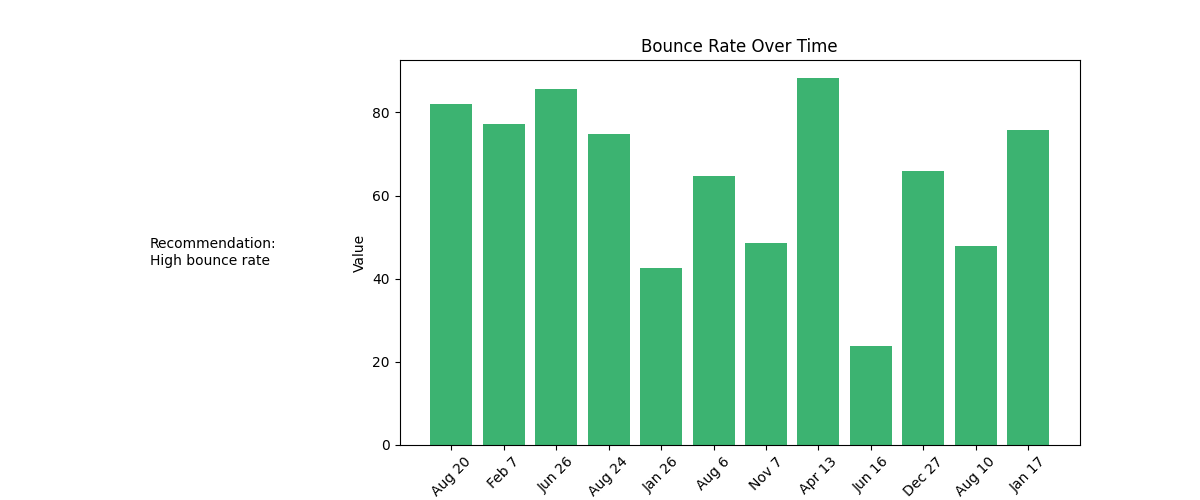 Bounce Rate Over Time
Recommendation:
High bounce rate
Value
80
60
40
20
0
Aug 20
Feb 7
Jun 26
Aug 24
Jan 26
Aug 6
Nov 7
Apr 13
Jun 16
Dec 27
Aug 10
Jan 17